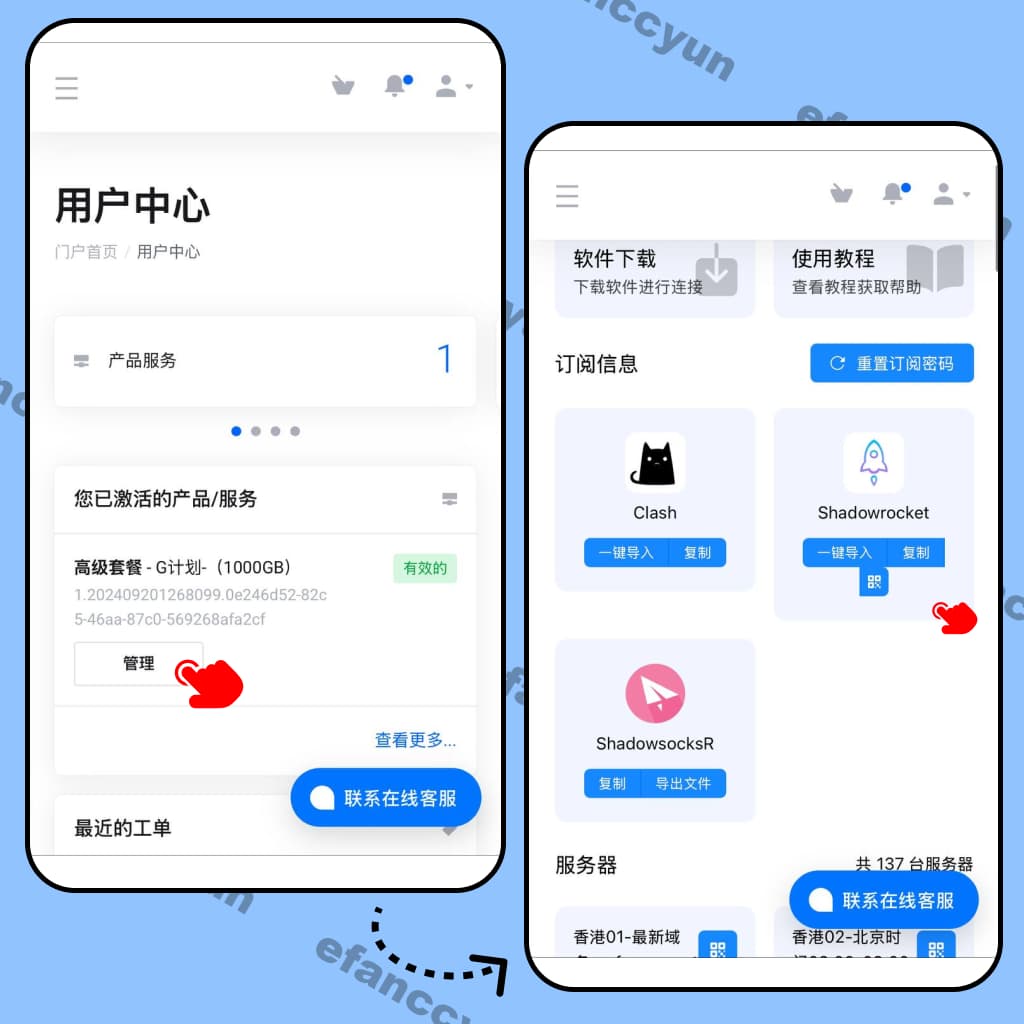 efanccyun
用户中心
门户首页 / 用户中心
产品服务 1
您已激活的产品/服务
高级套餐 - G计划-（1000GB） 有效的
1.202409201268099.0e246d52-82c
5-46aa-87c0-569268afa2cf
管理
查看更多...
联系在线客服
最近的工单
软件下载
下载软件进行连接
使用教程
查看教程获取帮助
订阅信息 重置订阅密码
Clash
一键导入 复制
Shadowrocket
一键导入 复制
ShadowsocksR
复制 导出文件
服务器 共 137 台服务器
联系在线客服
香港01-最新域
香港02-北京时
efanccyun